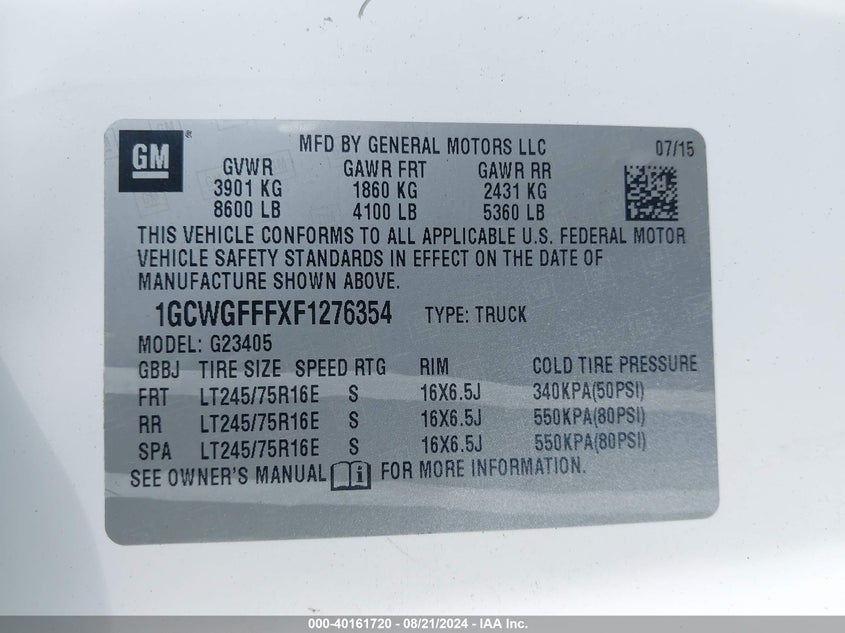 GM ®
MFD BY GENERAL MOTORS LLC 07/15
GVWR GAWR FRT GAWR RR
3901 KG 1860 KG 2431 KG
8600 LB 4100 LB 5360 LB
THIS VEHICLE CONFORMS TO ALL APPLICABLE U.S. FEDERAL MOTOR
VEHICLE SAFETY STANDARDS IN EFFECT ON THE DATE OF
MANUFACTURE SHOWN ABOVE.
1GCWGFFFXF1276354 TYPE: TRUCK
MODEL: G23405
GBBJ TIRE SIZE SPEED RTG RIM COLD TIRE PRESSURE
FRT LT245/75R16E S 16X6.5J 340KPA(50PSI)
RR LT245/75R16E S 16X6.5J 550KPA(80PSI)
SPA LT245/75R16E S 16X6.5J 550KPA(80PSI)
SEE OWNER'S MANUAL i FOR MORE INFORMATION.
000-40161720 - 08/21/2024 - IAA Inc.